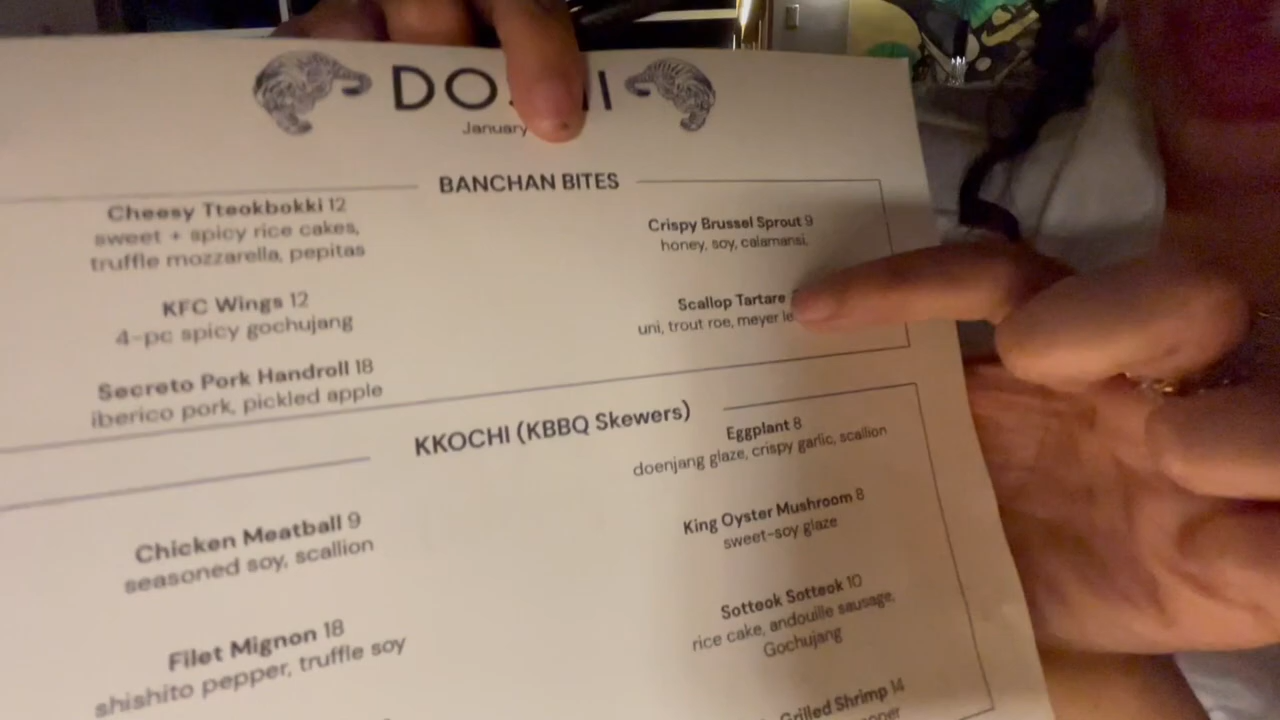 January
BANCHAN BITES
Cheesy Tteokbokki 12
sweet + spicy rice cakes,
truffle mozzarella, pepitas
KFC Wings 12
4-pc spicy gochujang
Secreto Pork Handroll 18
iberico pork, pickled apple
Crispy Brussel Sprout 9
honey, soy, calamansi,
Scallop Tartare
uni, trout roe, meyer
KKOCHI (KBBQ Skewers)
Chicken Meatball 9
seasoned soy, scallion
Filet Mignon 18
shishito pepper, truffle soy
Eggplant 8
doenjang glaze, crispy garlic, scallion
King Oyster Mushroom 8
sweet-soy glaze
Sotteok Sotteok 10
rice cake, andouille sausage,
Gochujang
Grilled Shrimp 14